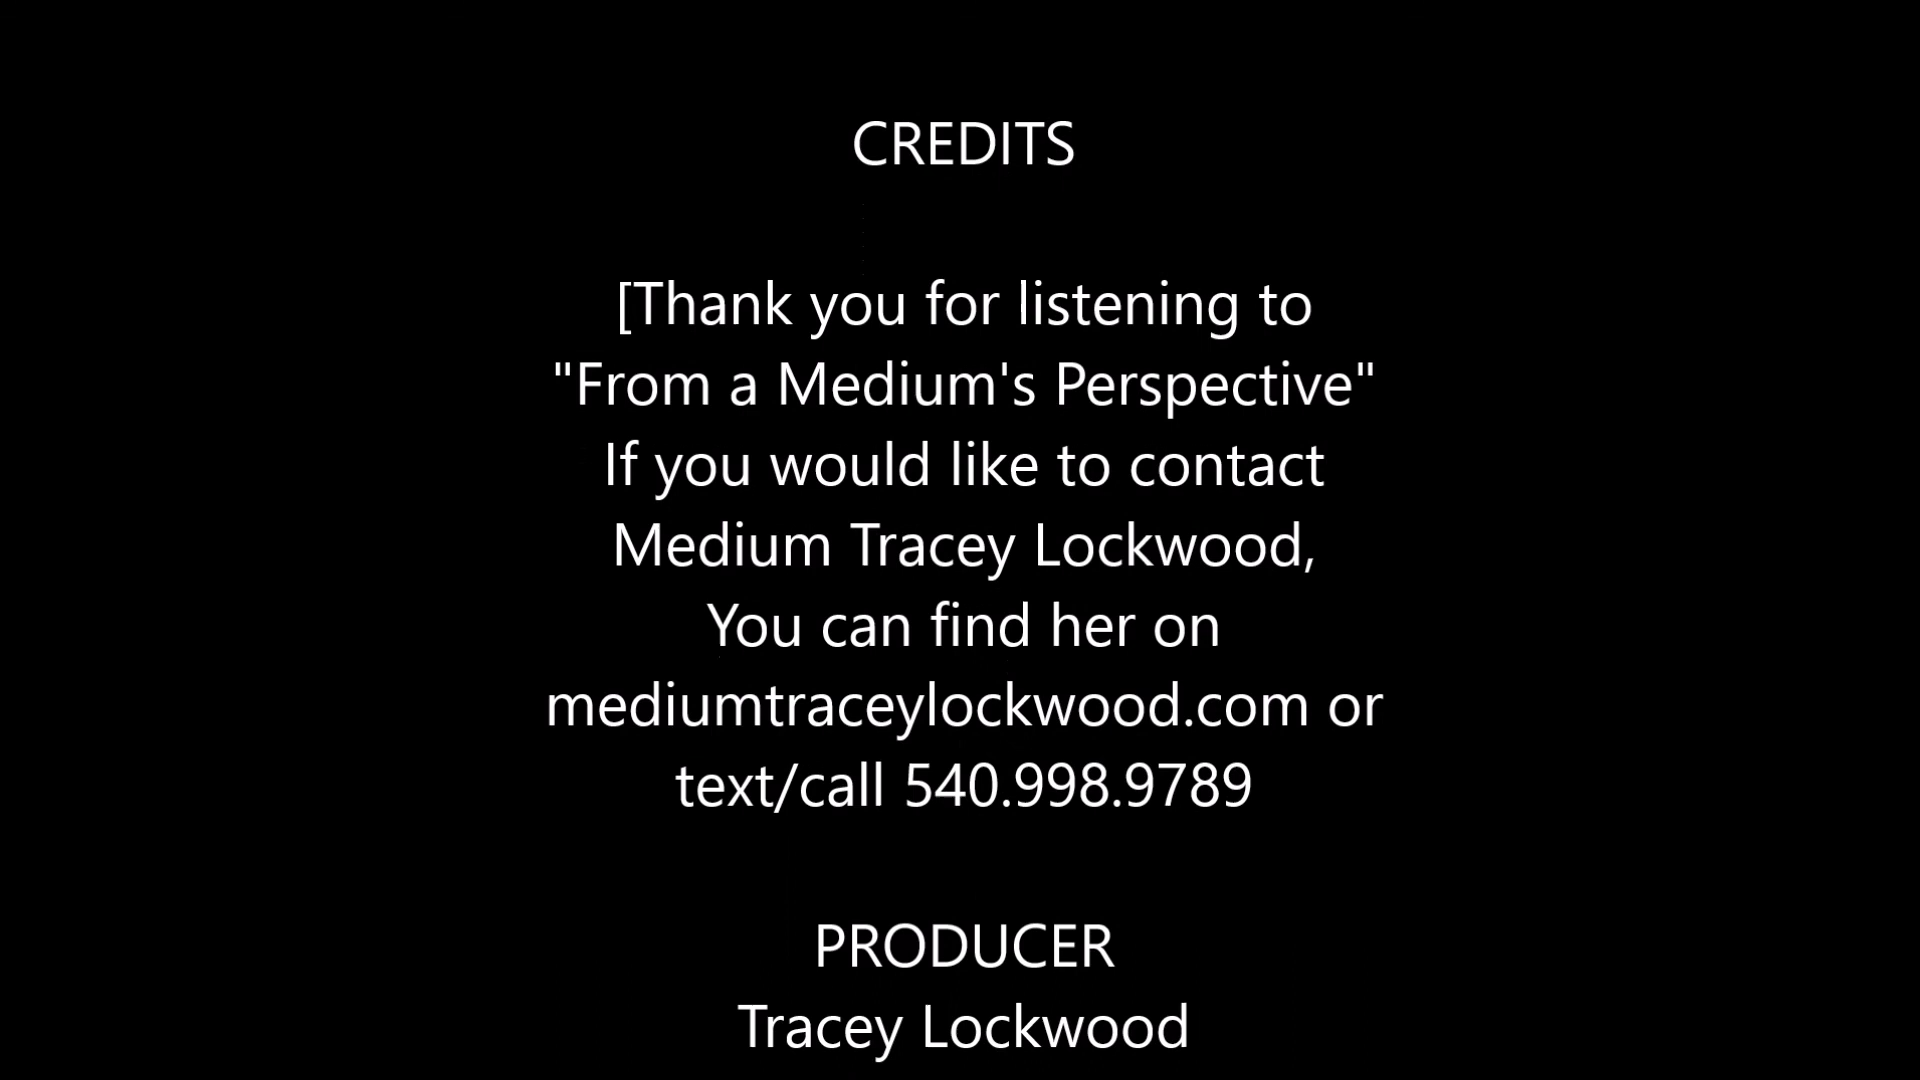 CREDITS
[Thank you for listening to
"From a Medium's Perspective"
If you would like to contact
Medium Tracey Lockwood,
You can find her on
mediumtraceylockwood.com or
text/call 540.998.9789
PRODUCER
Tracey Lockwood